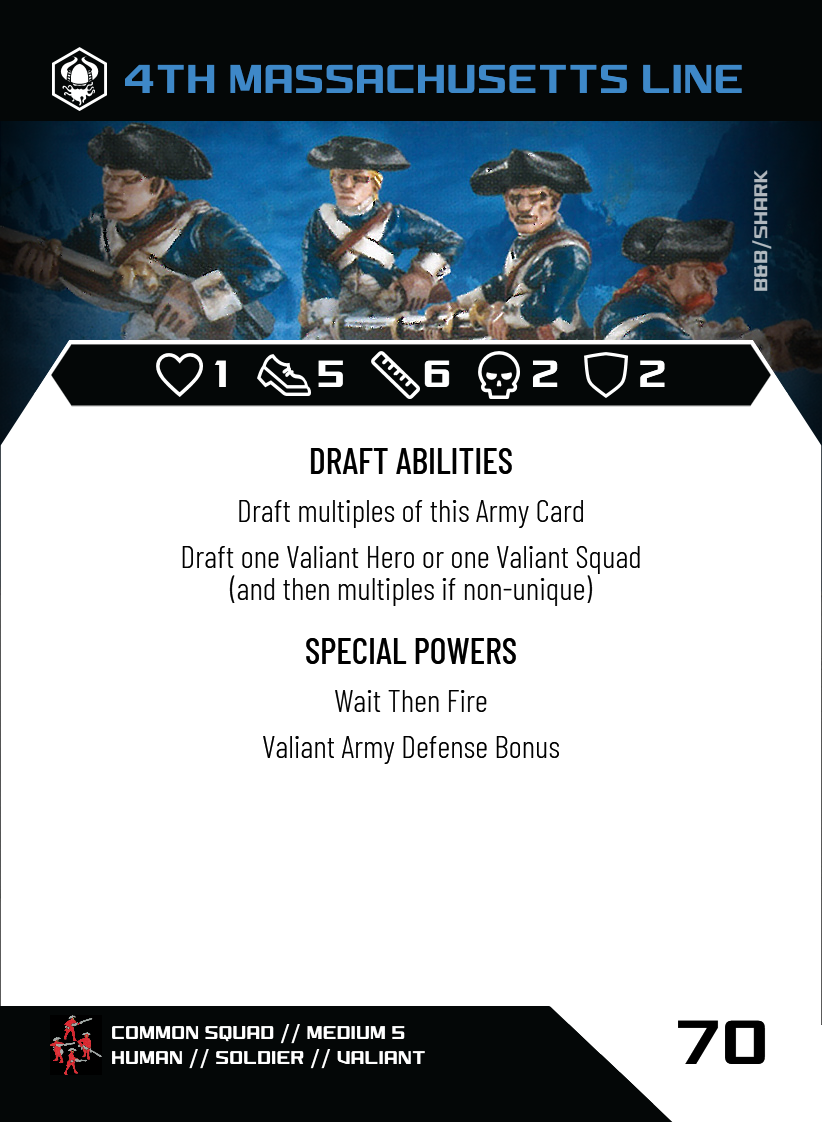 4TH MASSACHUSETTS LINE
B&B/SHARK
1 5 6 2 2
DRAFT ABILITIES
Draft multiples of this Army Card
Draft one Valiant Hero or one Valiant Squad
(and then multiples if non-unique)
SPECIAL POWERS
Wait Then Fire
Valiant Army Defense Bonus
COMMON SQUAD // MEDIUM 5
HUMAN // SOLDIER // VALIANT
70